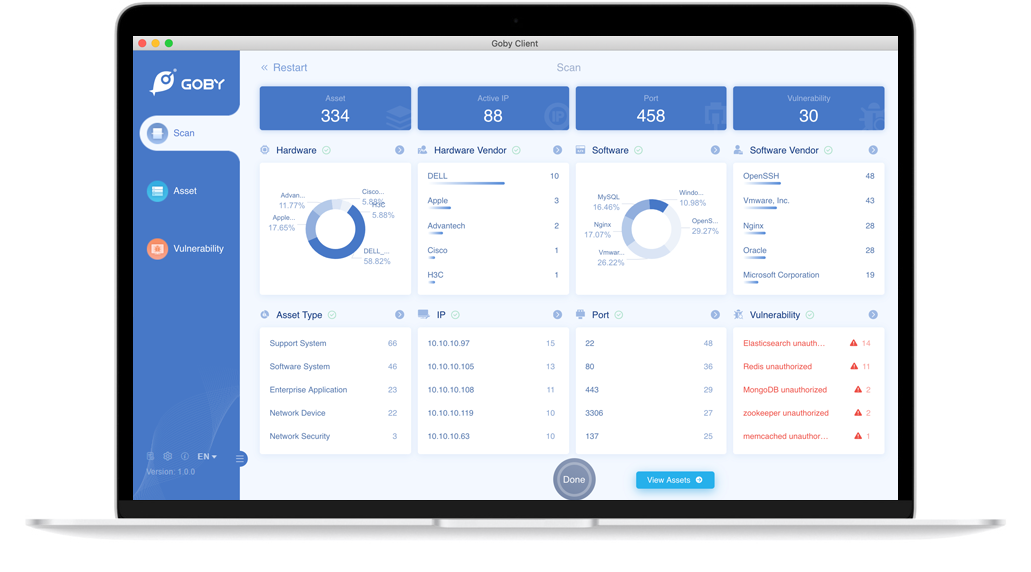 Goby Client
GOBY
Scan
Asset
Vulnerability
EN
Version: 1.0.0
« Restart
Scan
Asset
334
Active IP
88
IP
Port
458
Vulnerability
30
Hardware
Advan...
11.77%
Cisco...
5.88%
H3C
5.88%
Apple...
17.65%
DELL_...
58.82%
Hardware Vendor
DELL 10
Apple 3
Advantech 2
Cisco 1
H3C 1
Software
MySQL
16.46%
Windo...
10.98%
Nginx
17.07%
OpenS...
29.27%
Vmwar...
26.22%
Software Vendor
OpenSSH 48
Vmware, Inc. 43
Nginx 28
Oracle 28
Microsoft Corporation 19
Asset Type
Support System 66
Software System 46
Enterprise Application 23
Network Device 22
Network Security 3
IP
10.10.10.97 15
10.10.10.105 13
10.10.10.108 11
10.10.10.119 10
10.10.10.63 10
Port
22 48
80 36
443 29
3306 27
137 25
Vulnerability
Elasticsearch unauth... 14
Redis unauthorized 11
MongoDB unauthorized 2
zookeeper unauthorized 2
memcached unauthor... 1
Done
View Assets